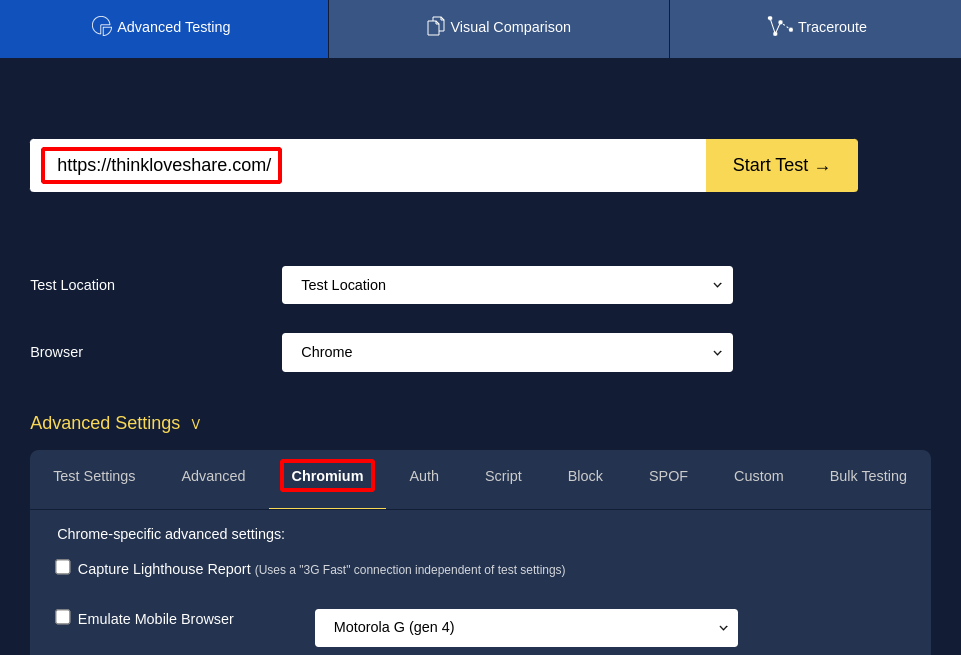 Advanced Testing Visual Comparison Traceroute
https://thinkloveshare.com/ Start Test →
Test Location Test Location
Browser Chrome
Advanced Settings V
Test Settings Advanced Chromium Auth Script Block SPOF Custom Bulk Testing
Chrome-specific advanced settings:
Capture Lighthouse Report (Uses a "3G Fast" connection independent of test settings)
Emulate Mobile Browser Motorola G (gen 4)